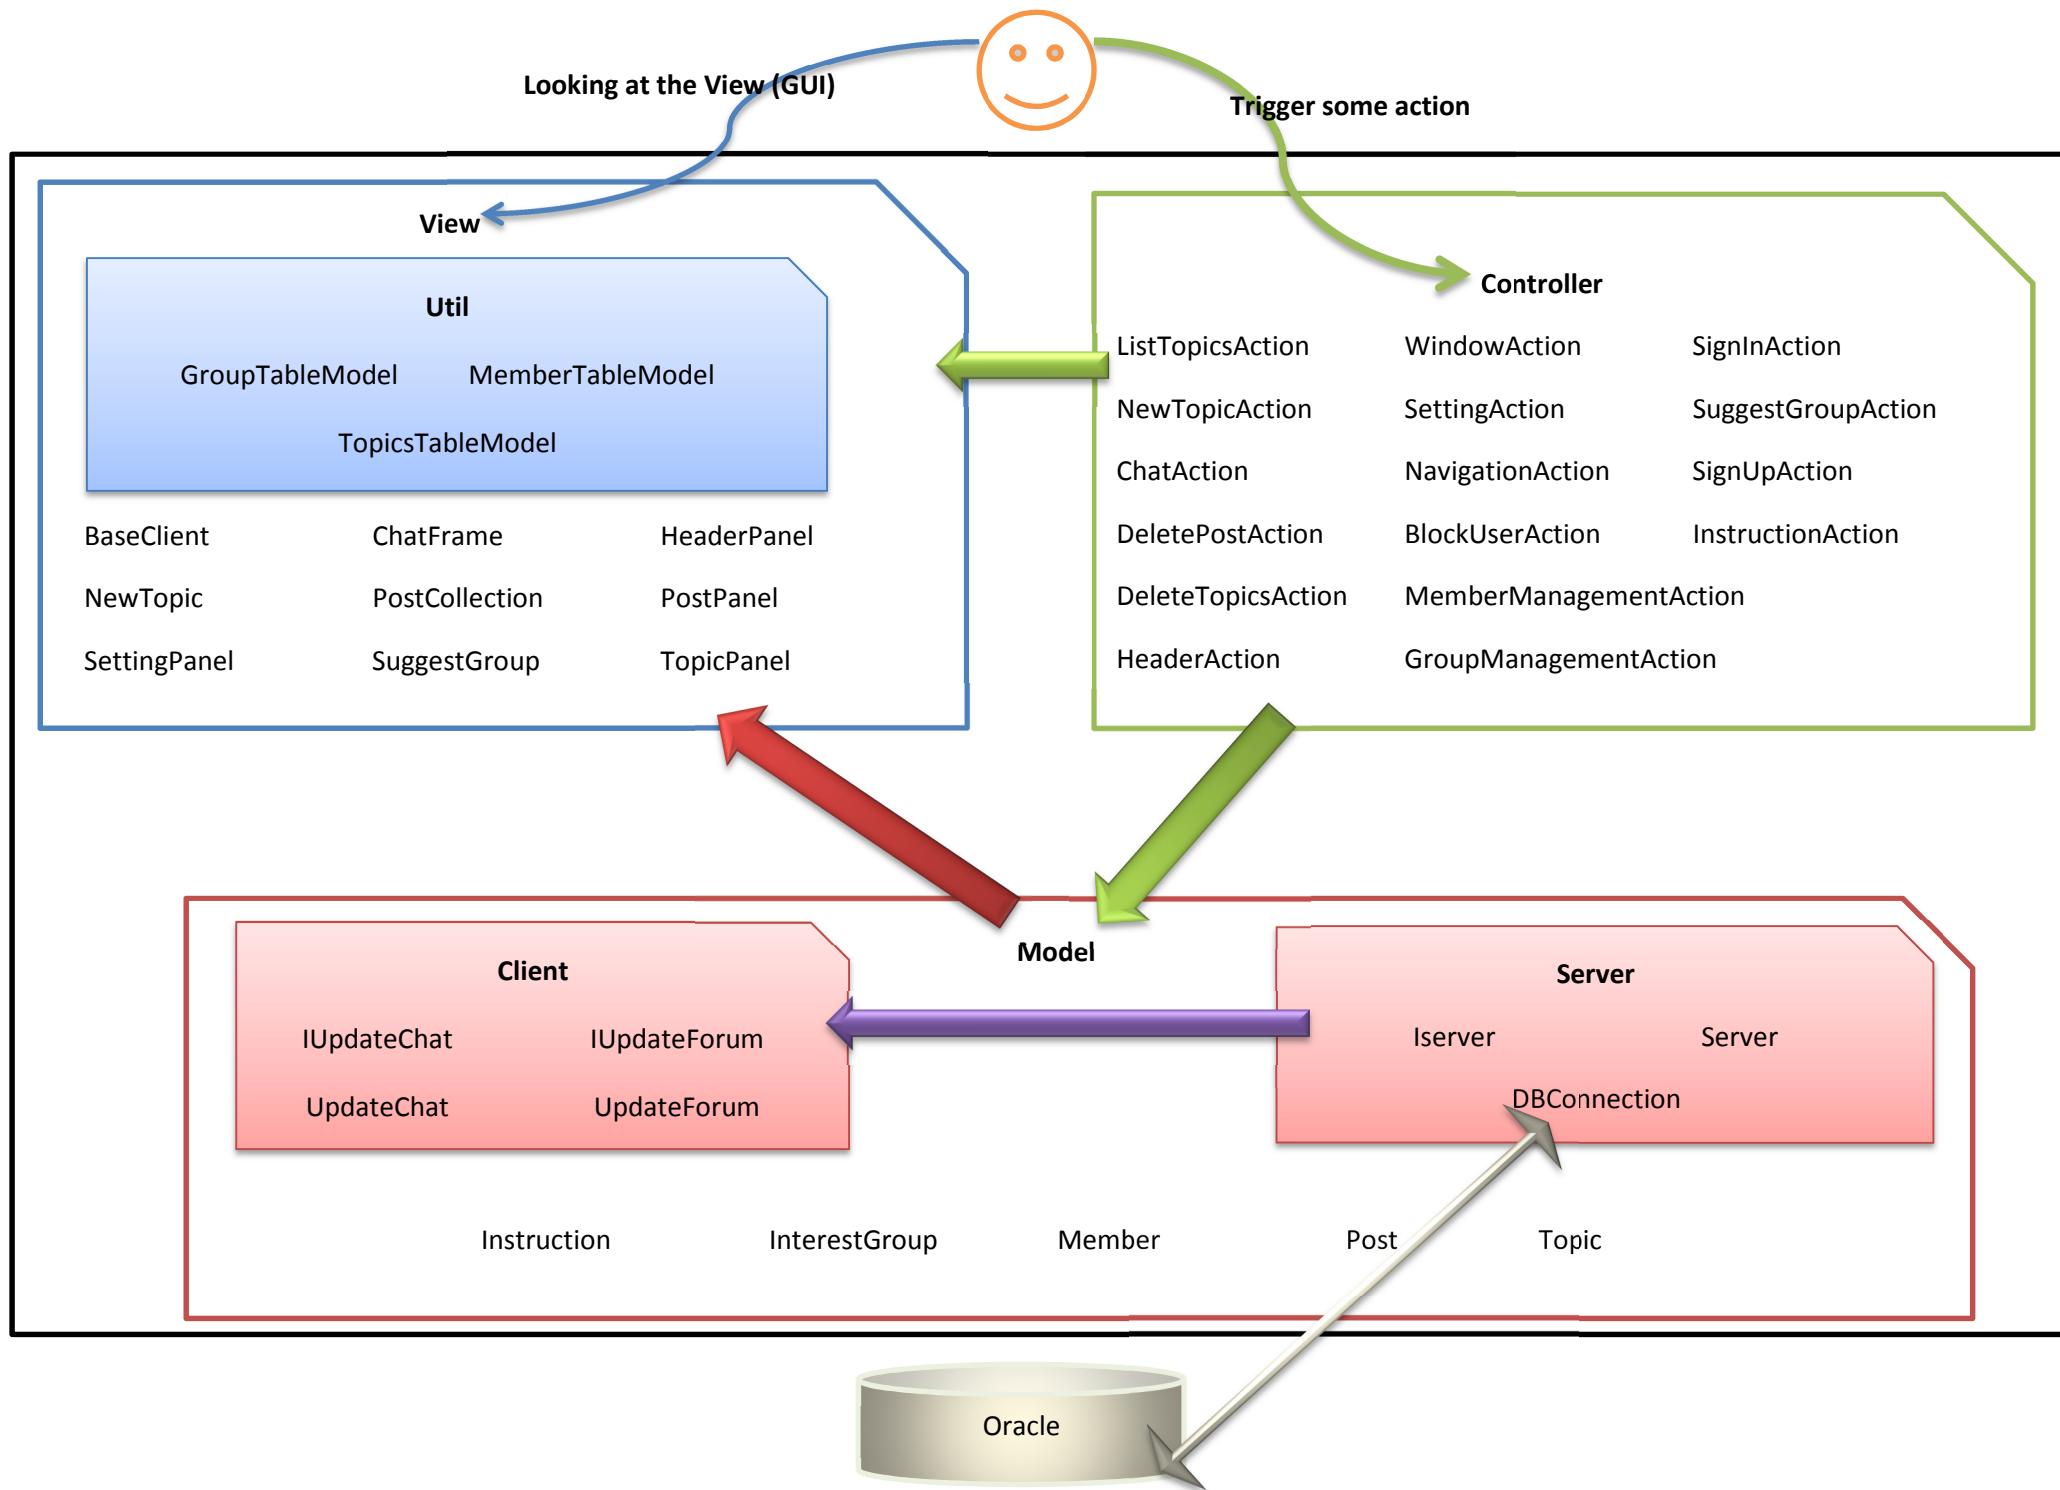 Looking at the View (GUI)
Trigger some action
View
Util
GroupTableModel MemberTableModel
TopicsTableModel
BaseClient ChatFrame HeaderPanel
NewTopic PostCollection PostPanel
SettingPanel SuggestGroup TopicPanel
Controller
ListTopicsAction WindowAction SignInAction
NewTopicAction SettingAction SuggestGroupAction
ChatAction NavigationAction SignUpAction
DeletePostAction BlockUserAction InstructionAction
DeleteTopicsAction MemberManagementAction
HeaderAction GroupManagementAction
Model
Client
IUpdateChat IUpdateForum
UpdateChat UpdateForum
Server
Iserver Server
DBConnection
Instruction InterestGroup Member Post Topic
Oracle